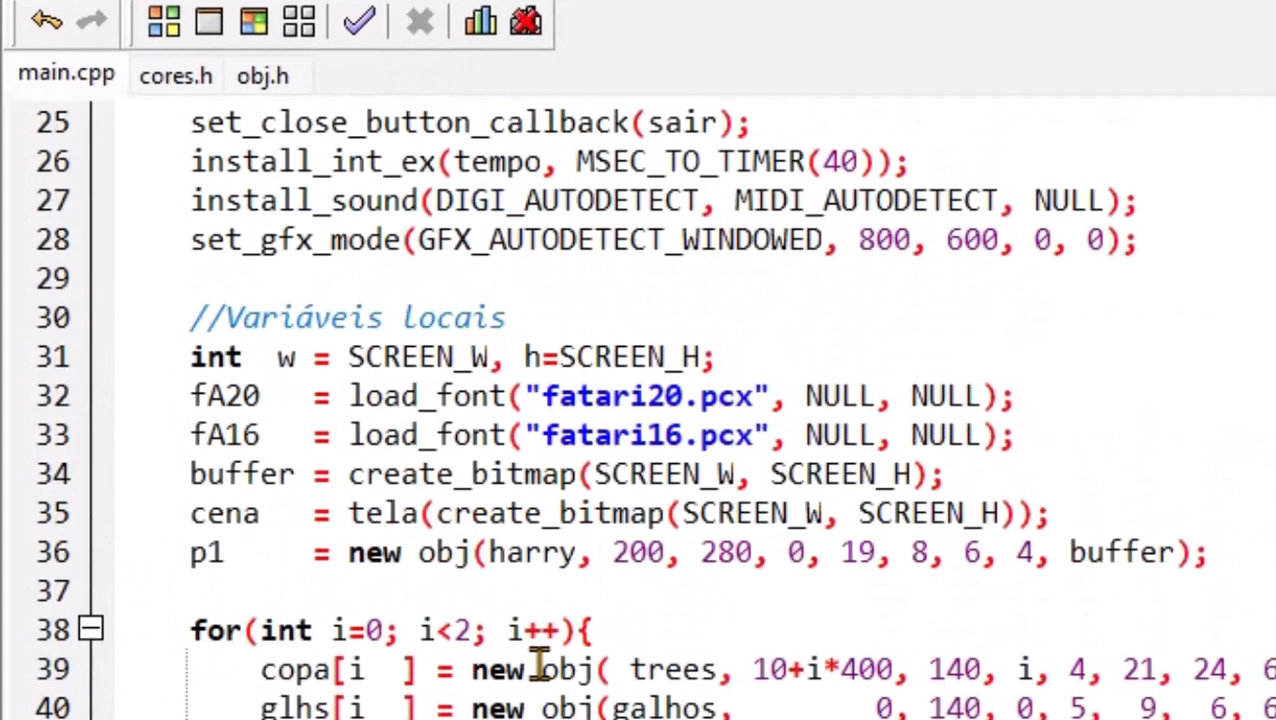 main.cpp cores.h obj.h
25 set_close_button_callback(sair);
26 install_int_ex(tempo, MSEC_TO_TIMER(40));
27 install_sound(DIGI_AUTODETECT, MIDI_AUTODETECT, NULL);
28 set_gfx_mode(GFX_AUTODETECT_WINDOWED, 800, 600, 0, 0);
29
30 //Variáveis locais
31 int w = SCREEN_W, h=SCREEN_H;
32 fA20 = load_font("fatari20.pcx", NULL, NULL);
33 fA16 = load_font("fatari16.pcx", NULL, NULL);
34 buffer = create_bitmap(SCREEN_W, SCREEN_H);
35 cena = tela(create_bitmap(SCREEN_W, SCREEN_H));
36 p1 = new obj(harry, 200, 280, 0, 19, 8, 6, 4, buffer);
37
38 for(int i=0; i<2; i++){
39 copa[i ] = new obj( trees, 10+i*400, 140, i, 4, 21, 24, 6
40 glhs[i ] = new obj(galhos, 0, 140, 0, 5, 9, 6, 6